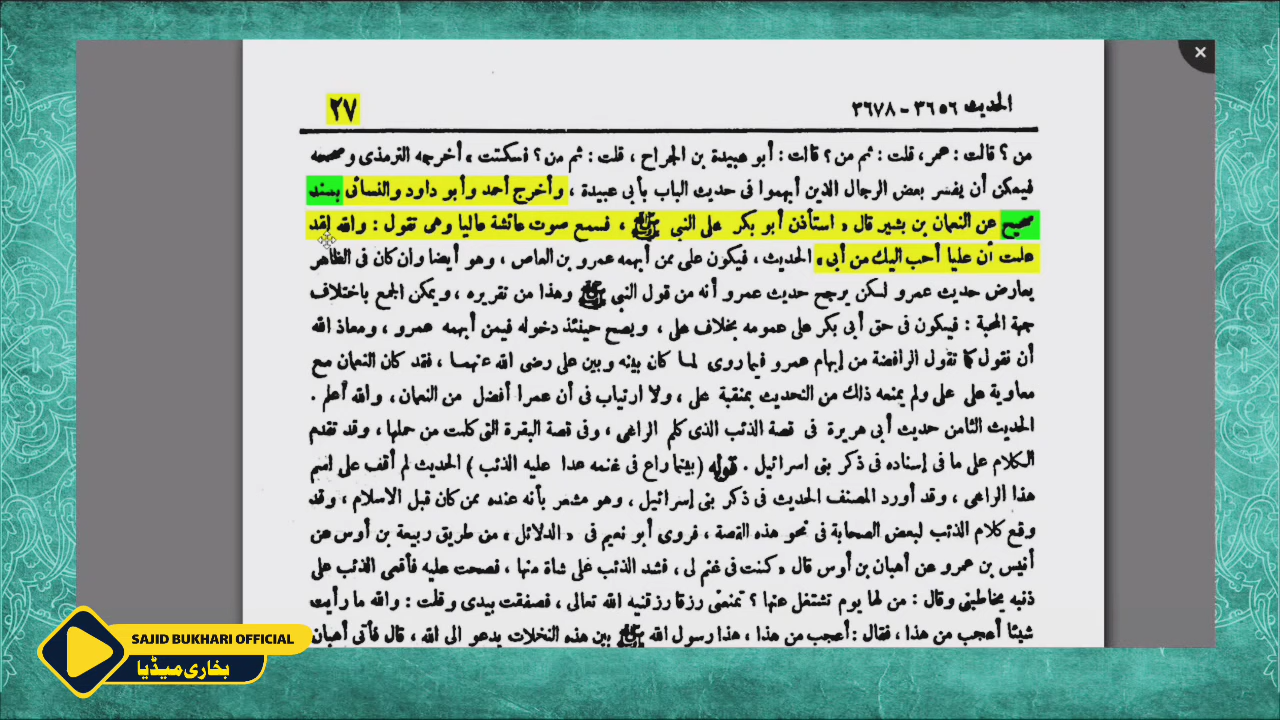 الحديث ٣٦٥٦ - ٣٦٧٨
٢٧
من ؟ قالت : عمر، قلت : ثم من ؟ قالت : أبو عبيدة بن الجراح ، قلت : ثم من ؟ فسكتت » أخرجه الترمذى وصححه
فيمكن أن يفسر بعض الرجال الذين أبهموا فى حديث الباب بأبى عبيدة ، وأخرج أحمد وأبو داود والنسائى بسند
صحيح عن النعمان بن بشير قال « استأذن أبو بكر على النبي ﷺ ، فسمع صوت عائشة عاليا وهى تقول : والله لقد
علمت أن عليا أحب اليك من أبى » الحديث ، فيكون على ممن أبهمه عمرو بن العاص ، وهو أيضا وان كان فى الظاهر
يعارض حديث عمرو لسكن يرجح حديث عمرو أنه من قول النبي ﷺ وهذا من تقريره ، ويمكن الجمع باختلاف
جهة المحبة : فيكون فى حق أبى بكر على عمومه بخلاف على ، ويصح حينئذ دخوله فيمن أبهمه عمرو ، ومعاذ الله
أن نقول كما تقول الرافضة من إبهام عمرو فيما روى لما كان بينه وبين على رضى الله عنهما ، فقد كان النعمان مع
معاوية على على ولم يمنعه ذلك من التحديث بمنقبة على ، ولا ارتياب فى أن عمرا أفضل من النعمان ، والله أعلم .
الحديث الثامن حديث أبى هريرة فى قصة الذئب الذى كلم الراعى ، وفى قصة البقرة التى كلمت من حملها ، وقد تقدم
الكلام على ما فى إسناده فى ذكر بنى اسرائيل . قوله ( بينما راع فى غنمه عدا عليه الذئب ) الحديث لم أقف على اسم
هذا الراعى ، وقد أورد المصنف الحديث فى ذكر بنى إسرائيل ، وهو مشعر بأنه عنده ممن كان قبل الاسلام ، وقد
وقع كلام الذئب لبعض الصحابة فى نحو هذه القصة ، فروى أبو نعيم فى « الدلائل » من طريق ربيعة بن أوس عن
أنيس بن عمرو عن أهبان بن أوس قال « كنت فى غنم لى ، فشد الذئب على شاة منها ، فصحت عليه فأقعى الذئب على
ذنبه يخاطبنى وقال : من لها يوم تشتغل عنها ؟ تمنعنى رزقا رزقنيه الله تعالى ، فصفقت بيدى وقلت : والله ما رأيت
شيئا أعجب من هذا ، فقال : أعجب من هذا ، هذا رسول الله ﷺ بين هذه النخلات يدعو الى الله ، قال فأتى أهبان
SAJID BUKHARI OFFICIAL
بخاری میڈیا